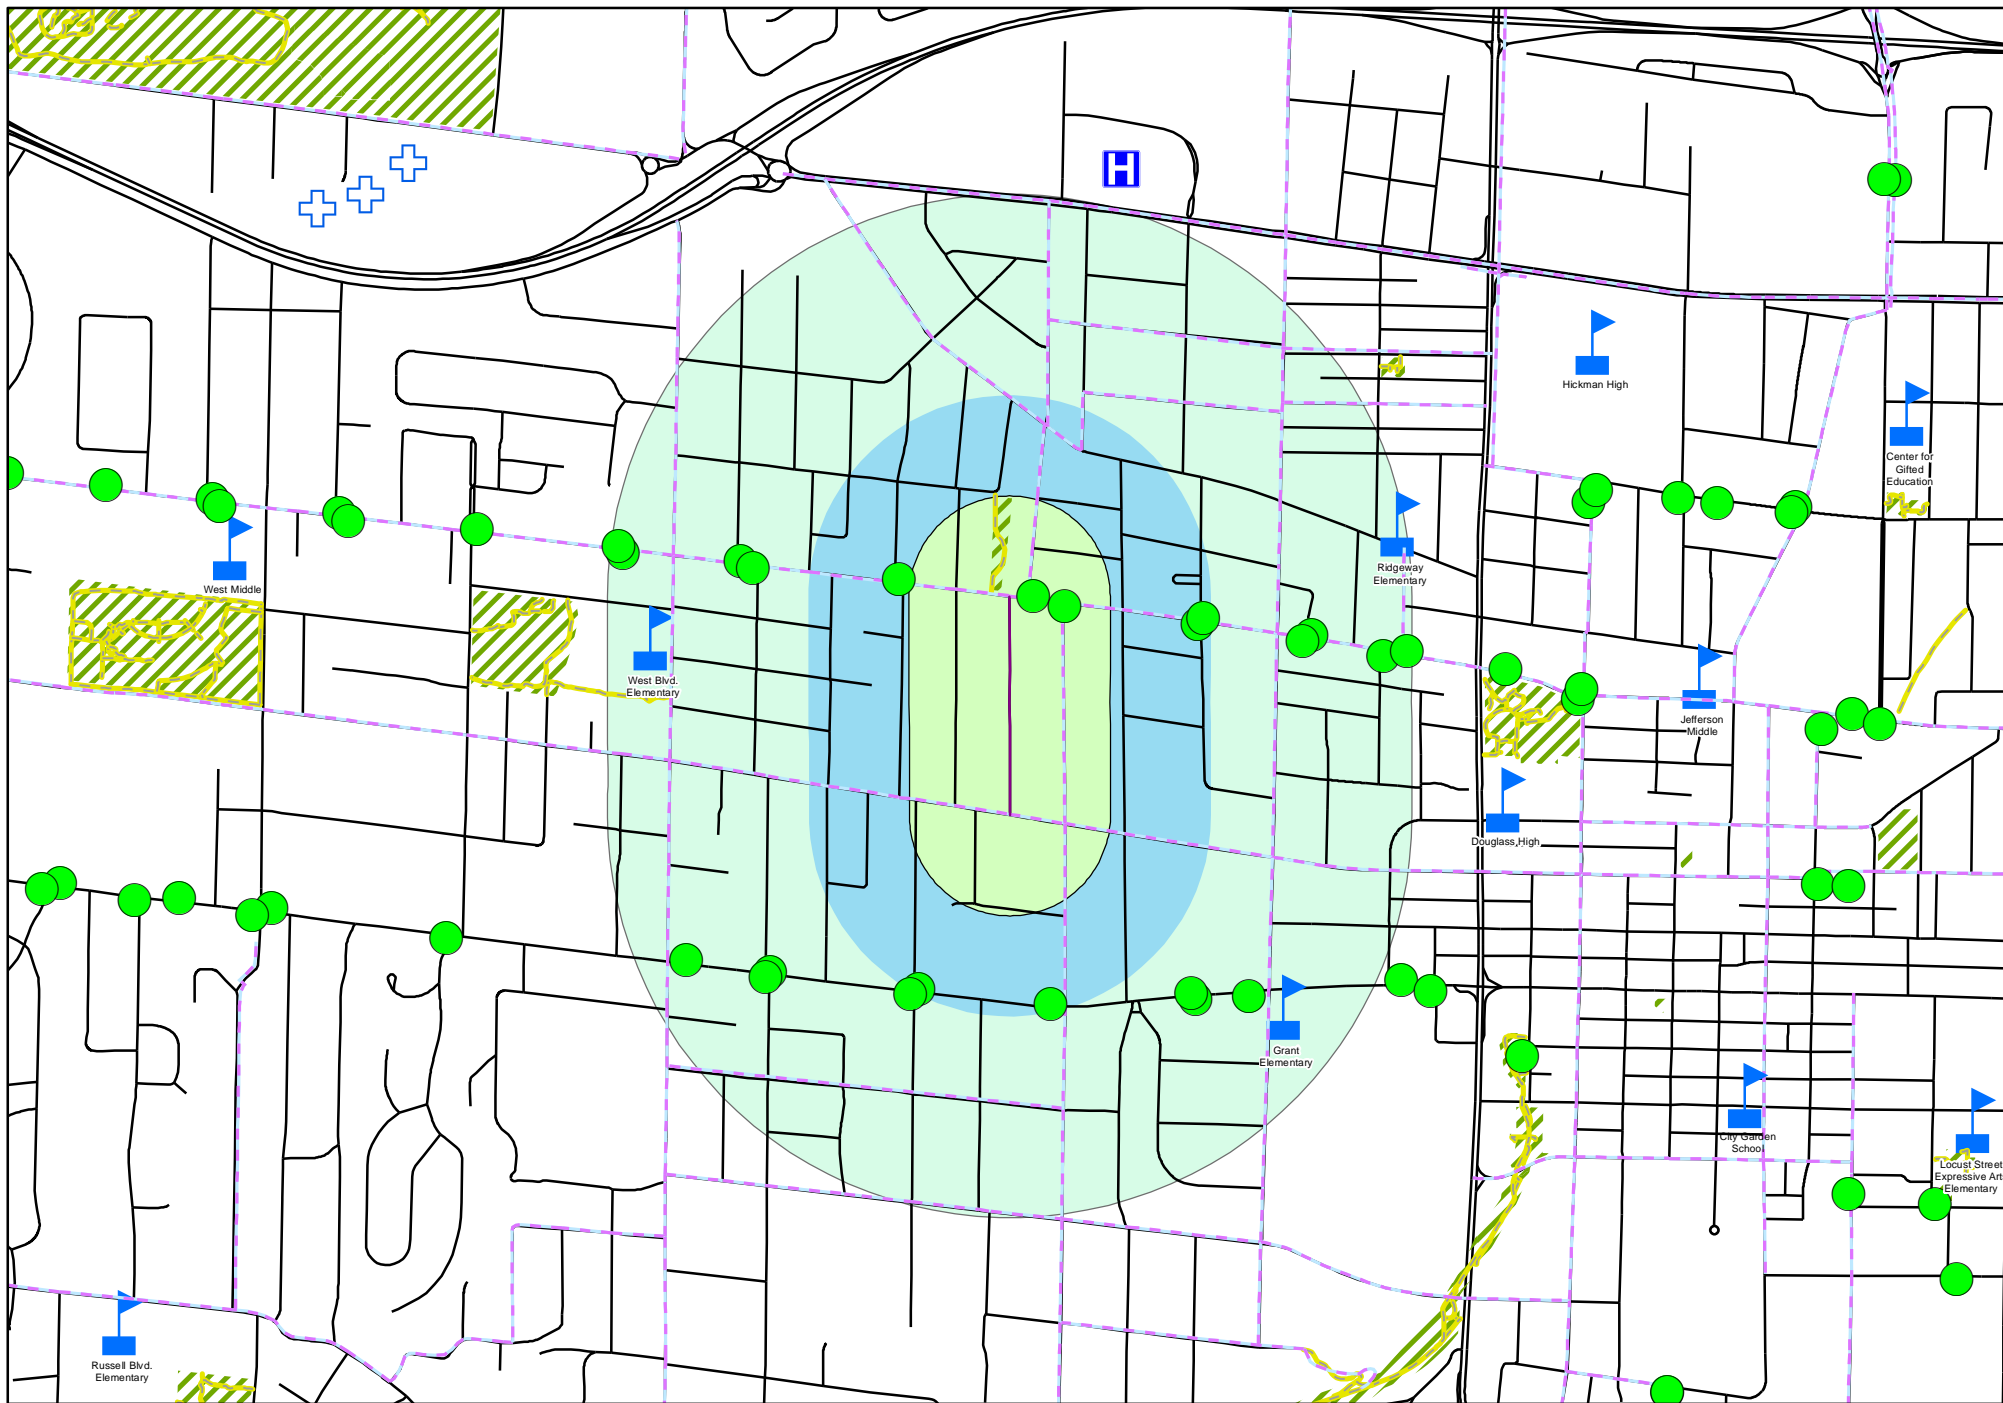 H
Hickman High
Center for
Gifted
Education
Ridgeway
Elementary
West Middle
West Blvd.
Elementary
Jefferson
Middle
Douglass High
Grant
Elementary
City Garden
School
Locust Street
Expressive Art
Elementary
Russell Blvd.
Elementary